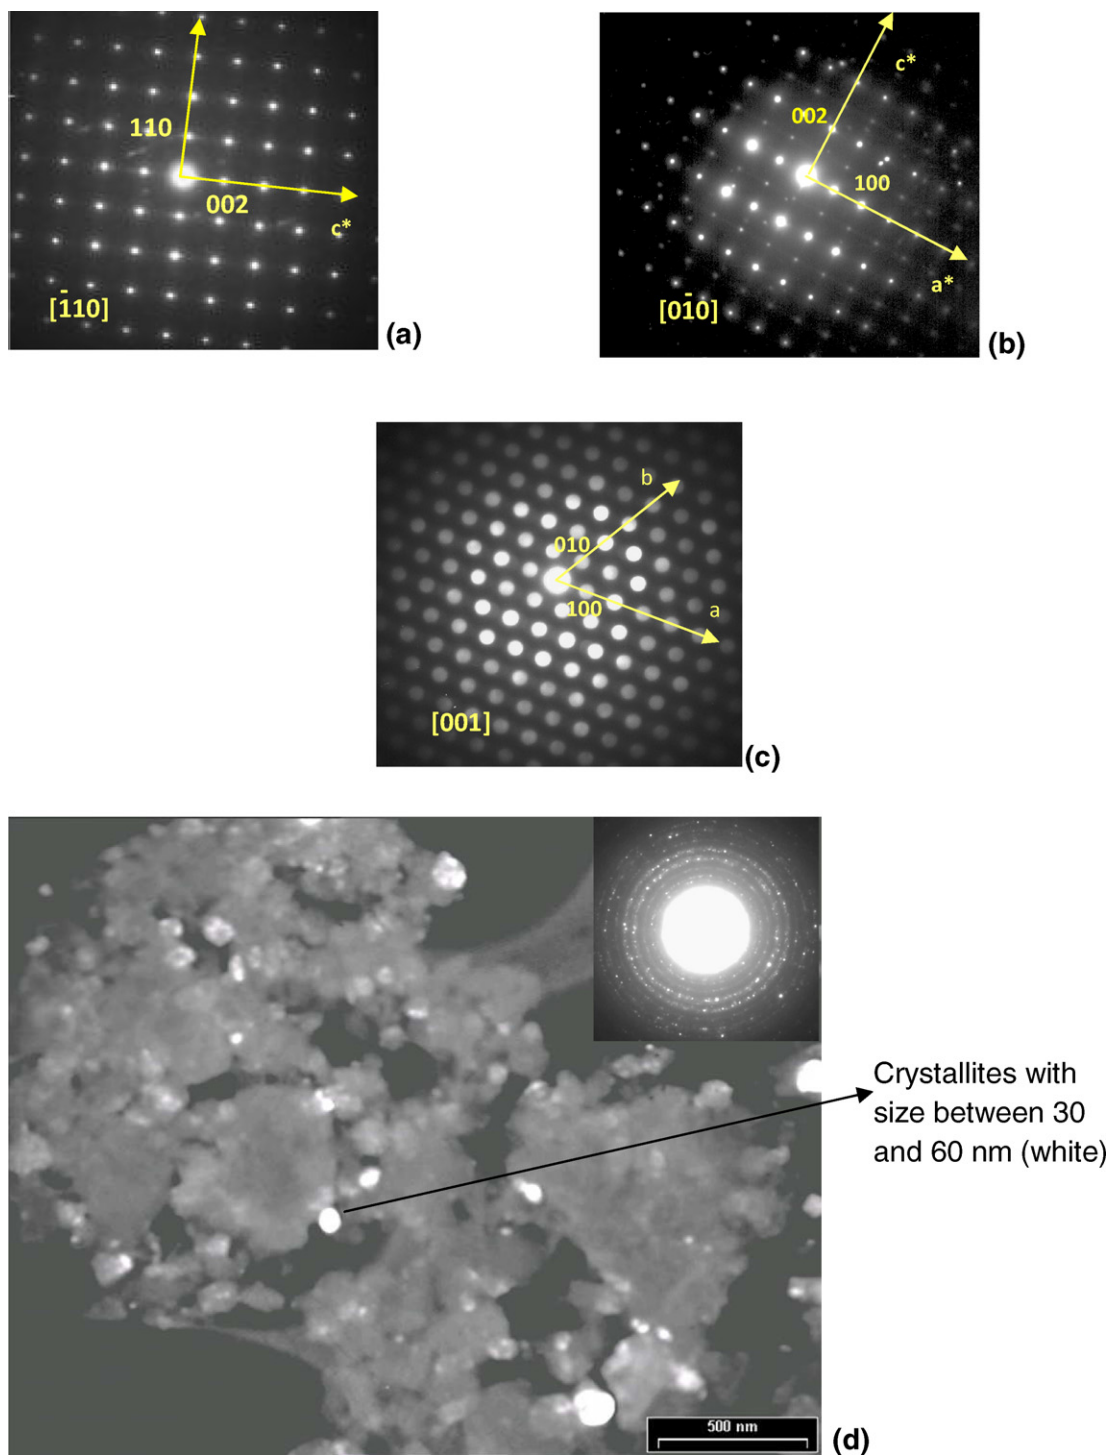 110
002
c*
[1̄10]
(a)
c*
002
100
a*
[01̄0]
(b)
b
010
100
a
[001]
(c)
Crystallites with
size between 30
and 60 nm (white)
500 nm
(d)